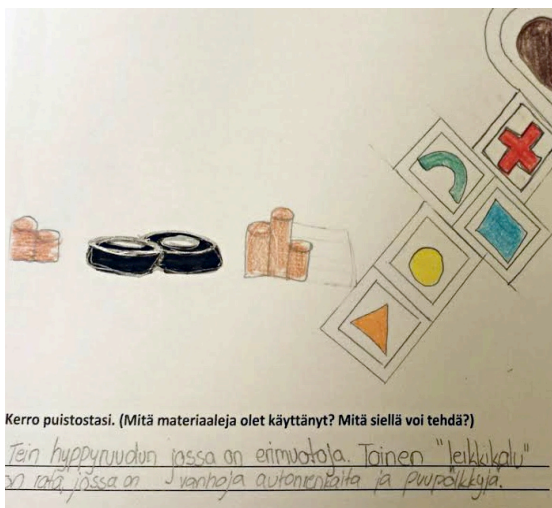 Kerro puistostasi. (Mitä materiaaleja olet käyttänyt? Mitä siellä voi tehdä?)
Tein hyppyruudun jossa on erimuotoja. Toinen "leikkikalu"
on rata jossa on vanhoja autonrenkaita ja puupölkkyjä.